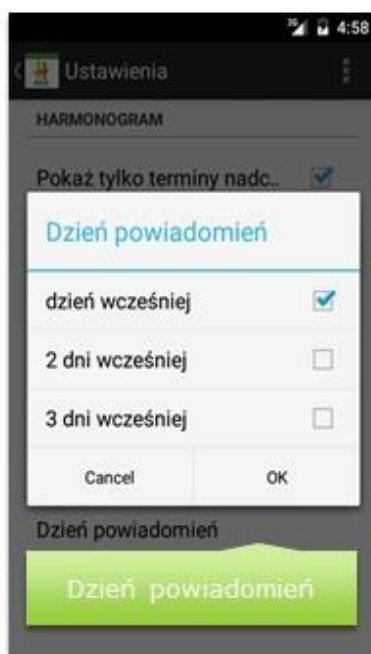 3G 4:58
Ustawienia
HARMONOGRAM
Pokaż tylko terminy nadc..
Dzień powiadomień
dzień wcześniej
2 dni wcześniej
3 dni wcześniej
Cancel OK
Dzień powiadomień
Dzień powiadomień